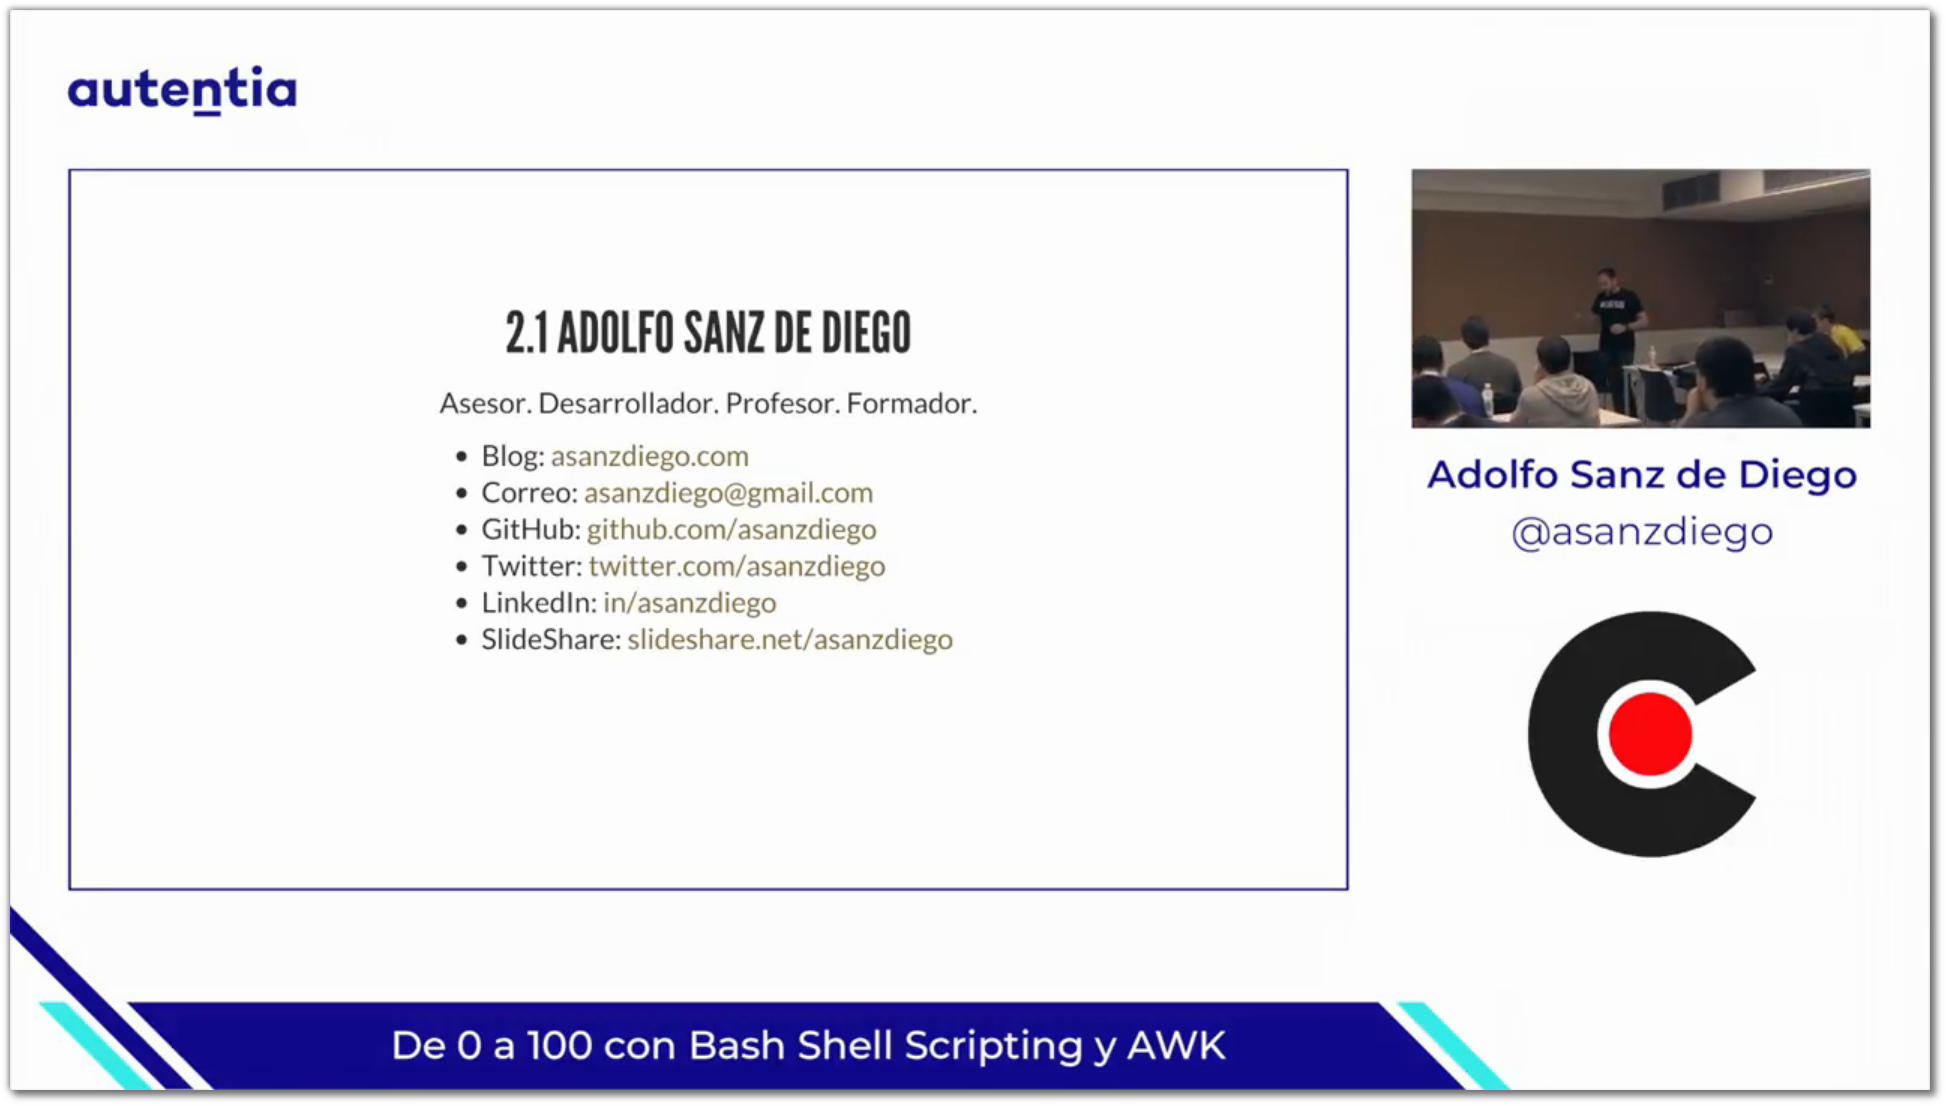 autentia
2.1 ADOLFO SANZ DE DIEGO
Asesor. Desarrollador. Profesor. Formador.
• Blog: asanzdiego.com
• Correo: asanzdiego@gmail.com
• GitHub: github.com/asanzdiego
• Twitter: twitter.com/asanzdiego
• LinkedIn: in/asanzdiego
• SlideShare: slideshare.net/asanzdiego
Adolfo Sanz de Diego
@asanzdiego
De 0 a 100 con Bash Shell Scripting y AWK